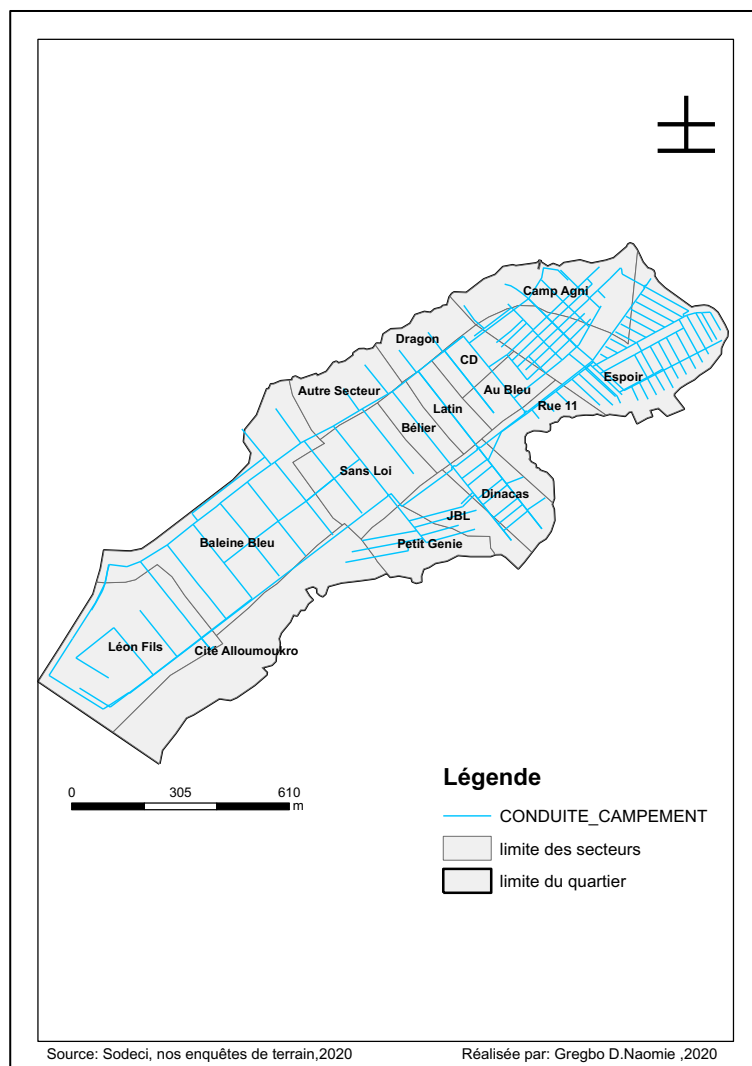 Camp Agni
Dragon
CD
Espoir
Autre Secteur
Au Bleu
Rue 11
Latin
Bélier
Sans Loi
Dinacas
JBL
Petit Genie
Baleine Bleu
Léon Fils
Cité Alloumoukro
0 305 610
m
Légende
CONDUITE_CAMPEMENT
limite des secteurs
limite du quartier
Source: Sodeci, nos enquêtes de terrain,2020
Réalisée par: Gregbo D.Naomie ,2020